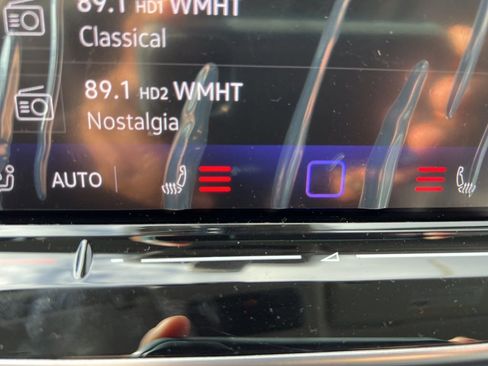 89.1 HD1 WMHT
Classical
89.1 HD2 WMHT
Nostalgia
AUTO